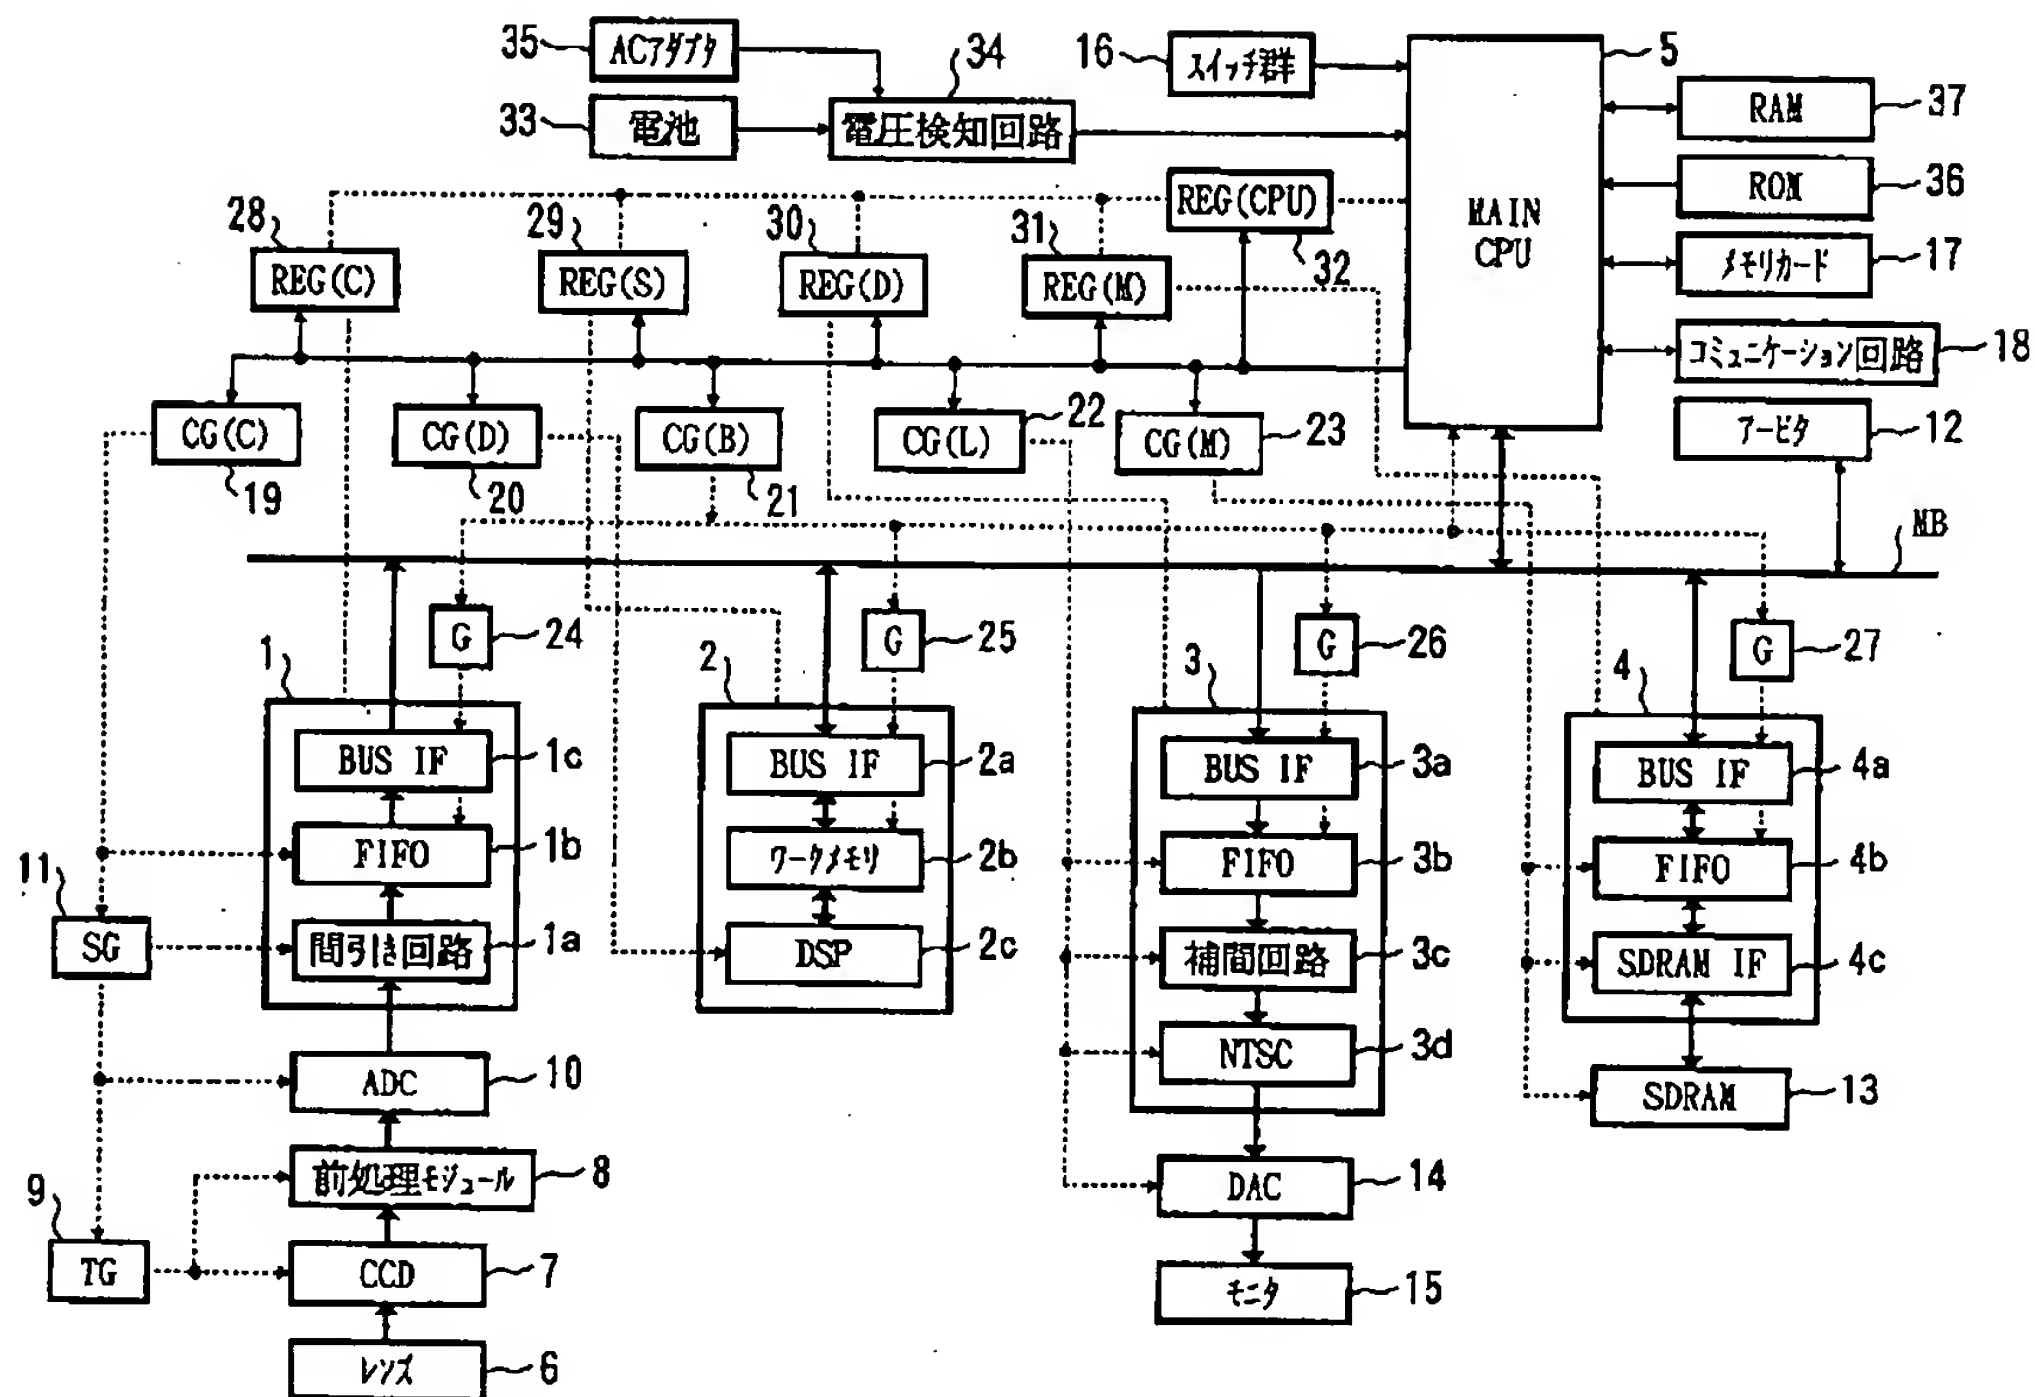 35 ACアダプタ
34
16 スイッチ群
5
33 電池
電圧検知回路
RAM 37
MAIN CPU
ROM 36
28 REG(C)
29 REG(S)
30 REG(D)
31 REG(M)
REG(CPU) 32
メモリカード 17
コミュニケーション回路 18
CG(C) 19
CG(D) 20
CG(B) 21
CG(L) 22
CG(M) 23
アービタ 12
MB
G 24
G 25
G 26
G 27
1
2
3
4
BUS IF 1c
BUS IF 2a
BUS IF 3a
BUS IF 4a
FIFO 1b
ワークメモリ 2b
FIFO 3b
FIFO 4b
11 SG
間引き回路 1a
DSP 2c
補間回路 3c
SDRAM IF 4c
ADC 10
NTSC 3d
SDRAM 13
前処理モジュール 8
DAC 14
9 TG
CCD 7
モニタ 15
レンズ 6